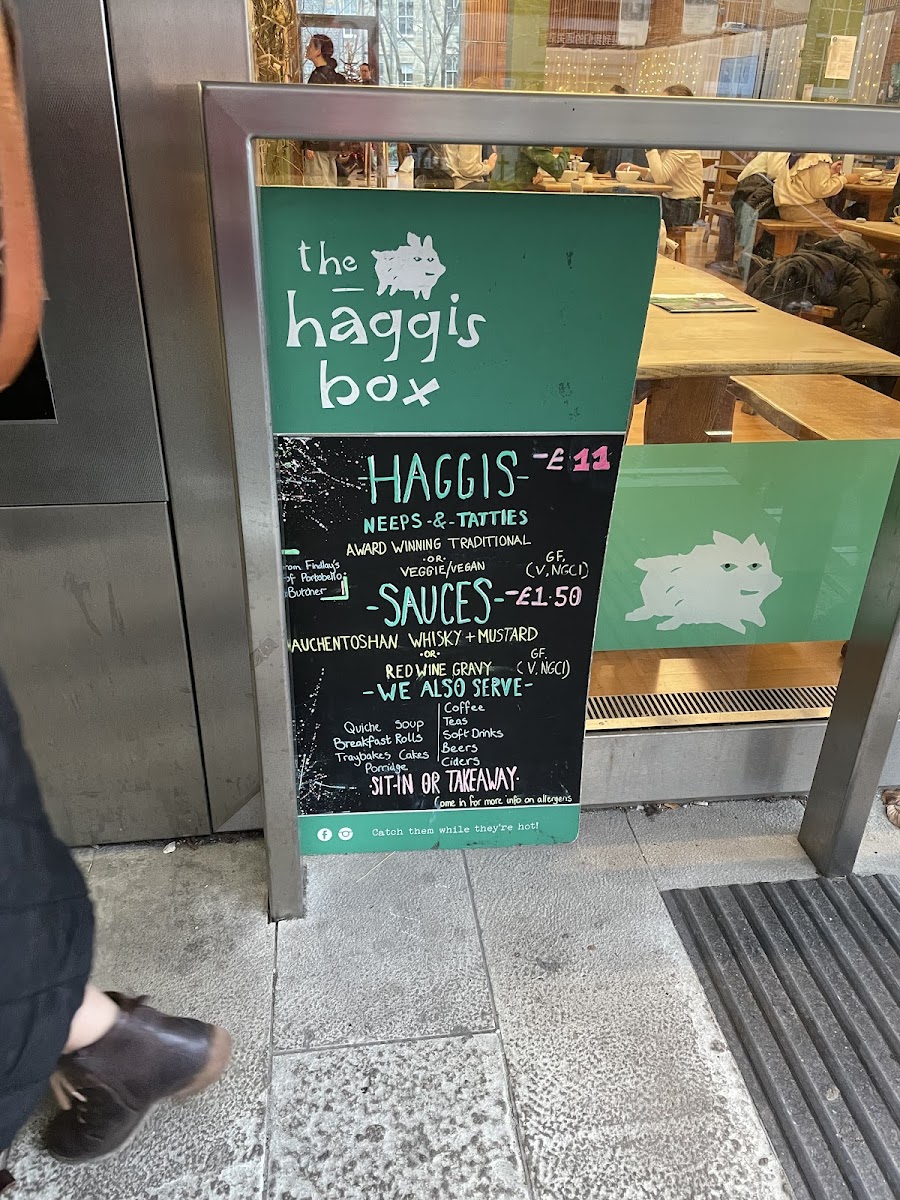 the
haggis
box
-HAGGIS- -£11
NEEPS-&-TATTIES
AWARD WINNING TRADITIONAL
·OR·
VEGGIE/VEGAN
GF,
(V, NGCI)
rom Findlay's
of Portobello
Butcher
-SAUCES- -£1.50
AUCHENTOSHAN WHISKY + MUSTARD
·OR·
RED WINE GRAVY
GF,
(V, NGCI)
-WE ALSO SERVE-
Quiche Soup
Breakfast Rolls
Traybakes Cakes
Porridge
Coffee
Teas
Soft Drinks
Beers
Ciders
SIT-IN OR TAKEAWAY·
Come in for more info on allergens
Catch them while they're hot!